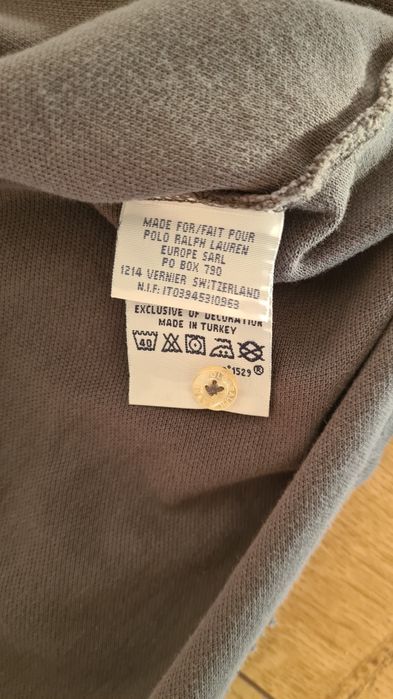 MADE FOR/FAIT POUR
POLO RALPH LAUREN
EUROPE SARL
PO BOX 790
1214 VERNIER SWITZERLAND
N.I.F: IT03945310963
EXCLUSIVE OF DECORATION
MADE IN TURKEY
40
*1529®